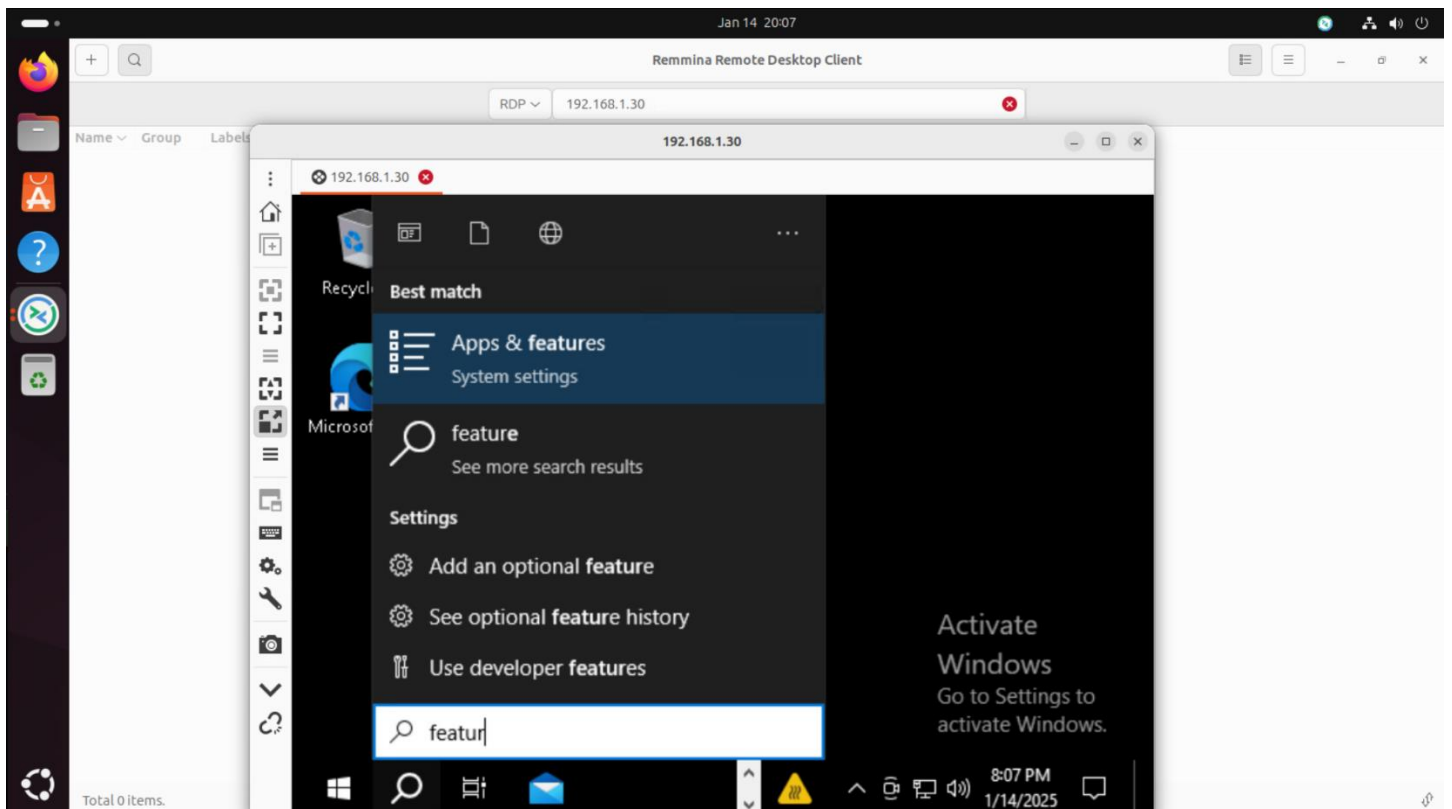 Jan 14 20:07
Remmina Remote Desktop Client
RDP
192.168.1.30
Name
Group
Labels
192.168.1.30
192.168.1.30
Recycl
Microsof
Best match
Apps & features
System settings
feature
See more search results
Settings
Add an optional feature
See optional feature history
Use developer features
featur
Activate
Windows
Go to Settings to
activate Windows.
8:07 PM
1/14/2025
Total 0 items.